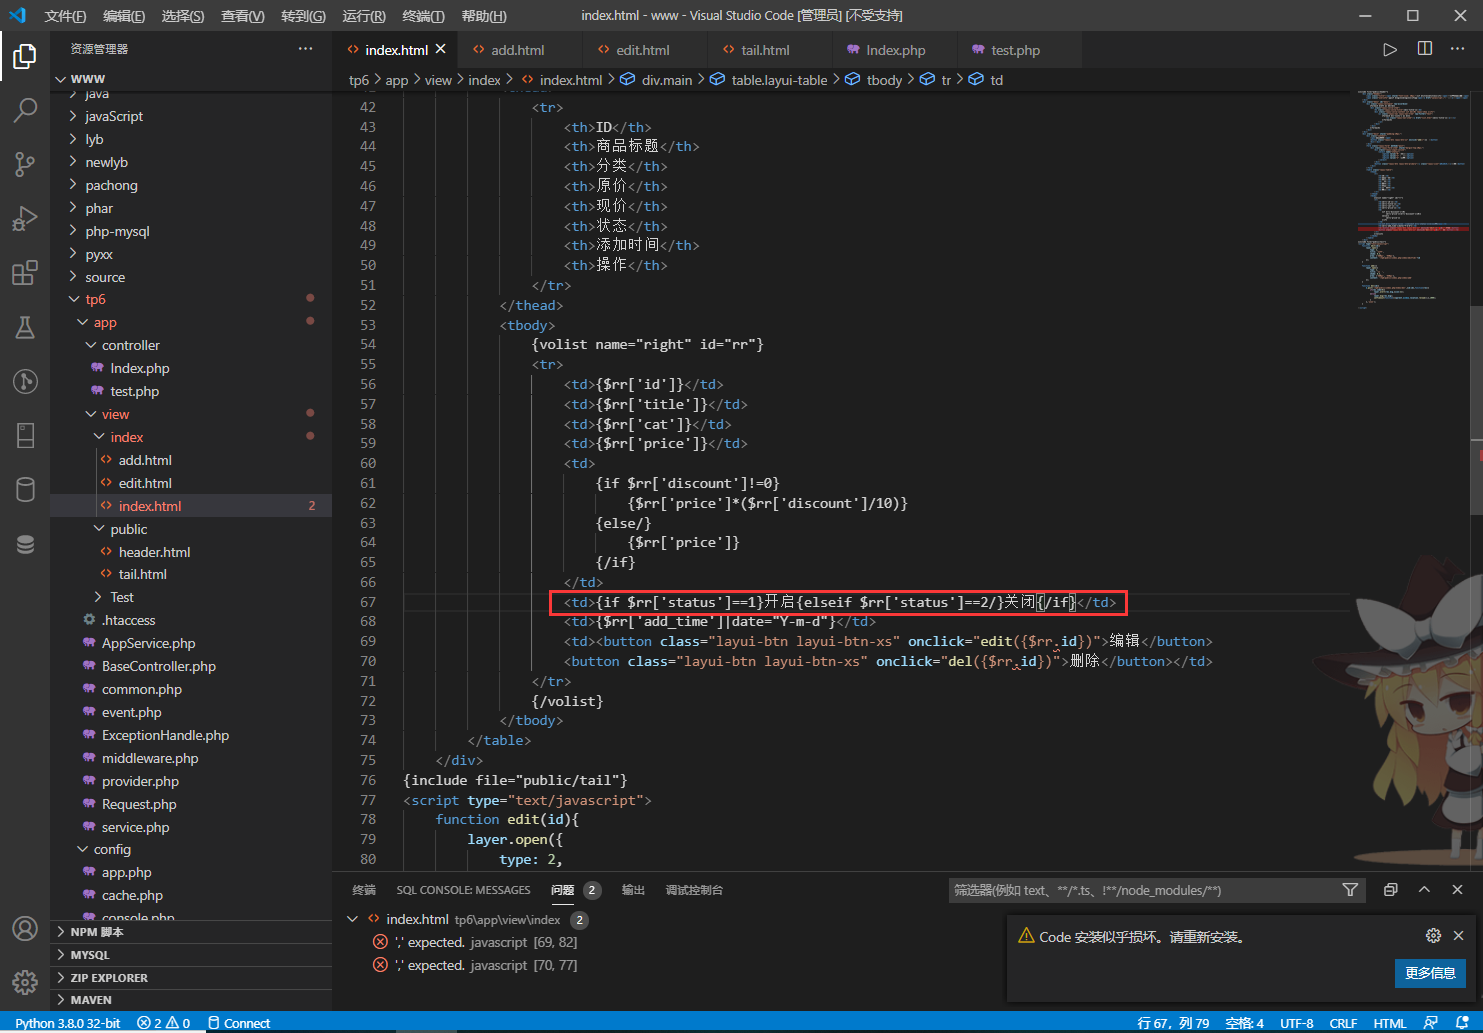 文件(F) 编辑(E) 选择(S) 查看(V) 转到(G) 运行(R) 终端(T) 帮助(H) index.html - www - Visual Studio Code [管理员] [不受支持]
资源管理器
WWW
java
javaScript
lyb
newlyb
pachong
phar
php-mysql
pyxx
source
tp6
app
controller
Index.php
test.php
view
index
add.html
edit.html
index.html 2
public
header.html
tail.html
Test
.htaccess
AppService.php
BaseController.php
common.php
event.php
ExceptionHandle.php
middleware.php
provider.php
Request.php
service.php
config
app.php
cache.php
console.php
NPM 脚本
MYSQL
ZIP EXPLORER
MAVEN
index.html add.html edit.html tail.html Index.php test.php
tp6 > app > view > index > index.html > div.main > table.layui-table > tbody > tr > td
42 <tr>
43 <th>ID</th>
44 <th>商品标题</th>
45 <th>分类</th>
46 <th>原价</th>
47 <th>现价</th>
48 <th>状态</th>
49 <th>添加时间</th>
50 <th>操作</th>
51 </tr>
52 </thead>
53 <tbody>
54 {volist name="right" id="rr"}
55 <tr>
56 <td>{$rr['id']}</td>
57 <td>{$rr['title']}</td>
58 <td>{$rr['cat']}</td>
59 <td>{$rr['price']}</td>
60 <td>
61 {if $rr['discount']!=0}
62 {$rr['price']*($rr['discount']/10)}
63 {else/}
64 {$rr['price']}
65 {/if}
66 </td>
67 <td>{if $rr['status']==1}开启{elseif $rr['status']==2/}关闭{/if}</td>
68 <td>{$rr['add_time']|date="Y-m-d"}</td>
69 <td><button class="layui-btn layui-btn-xs" onclick="edit({$rr.id})">编辑</button>
70 <button class="layui-btn layui-btn-xs" onclick="del({$rr.id})">删除</button></td>
71 </tr>
72 {/volist}
73 </tbody>
74 </table>
75 </div>
76 {include file="public/tail"}
77 <script type="text/javascript">
78 function edit(id){
79 layer.open({
80 type: 2,
终端 SQL CONSOLE: MESSAGES 问题 2 输出 调试控制台 筛选器(例如 text、**/*.ts、!**/node_modules/**)
index.html tp6\app\view\index 2
',' expected. javascript [69, 82]
',' expected. javascript [70, 77]
Code 安装似乎损坏。请重新安装。
更多信息
Python 3.8.0 32-bit 2 0 Connect 行 67，列 79 空格: 4 UTF-8 CRLF HTML